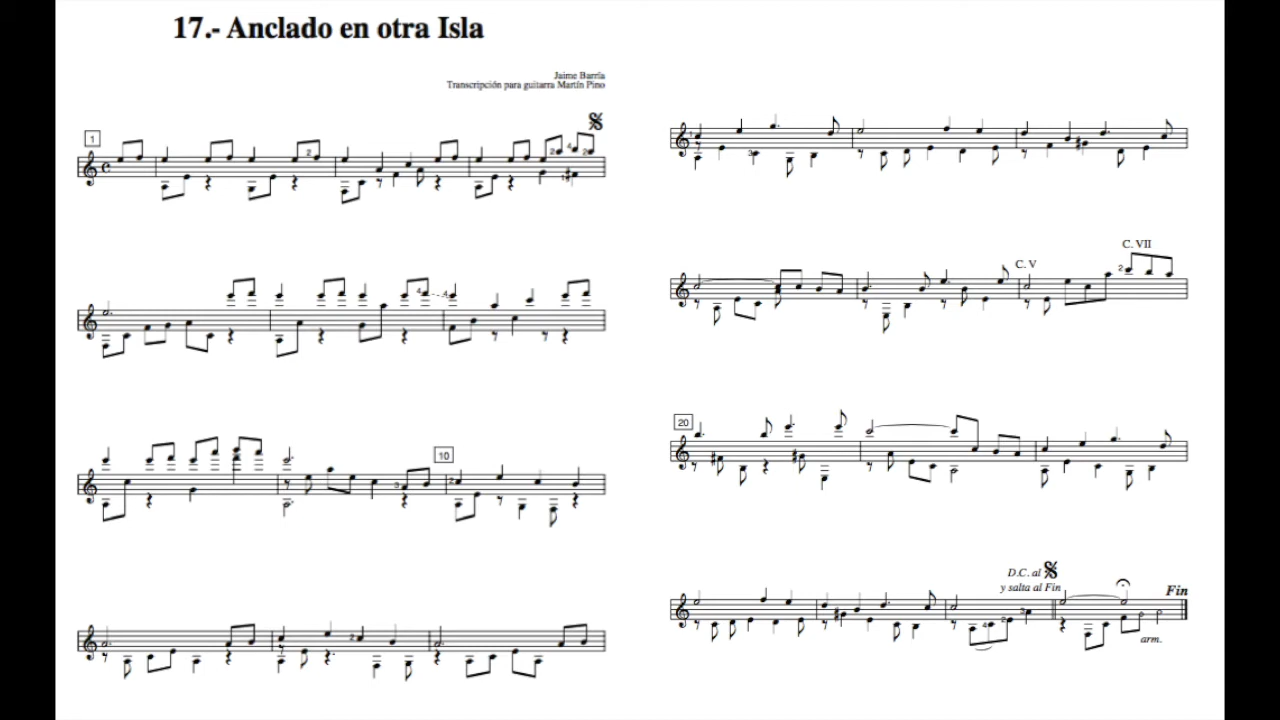 17.- Anclado en otra Isla
Jaime Barría
Transcripción para guitarra Martín Pino
1
10
C. V
C. VII
20
D.C. al
y salta al Fin
Fin
arm.